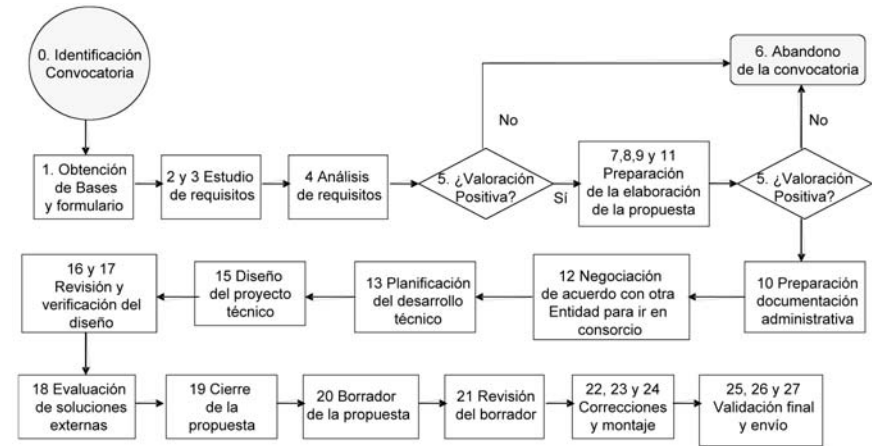 0. Identificación
Convocatoria
6. Abandono
de la convocatoria
No
No
1. Obtención
de Bases
y formulario
2 y 3 Estudio
de requisitos
4 Análisis
de requisitos
5. ¿Valoración
Positiva?
Sí
7,8,9 y 11
Preparación
de la elaboración
de la propuesta
5. ¿Valoración
Positiva?
16 y 17
Revisión y
verificación del
diseño
15 Diseño
del proyecto
técnico
13 Planificación
del desarrollo
técnico
12 Negociación
de acuerdo con otra
Entidad para ir en
consorcio
10 Preparación
documentación
administrativa
18 Evaluación
de soluciones
externas
19 Cierre
de la
propuesta
20 Borrador
de la propuesta
21 Revisión
del borrador
22, 23 y 24
Correcciones
y montaje
25, 26 y 27
Validación final
y envío